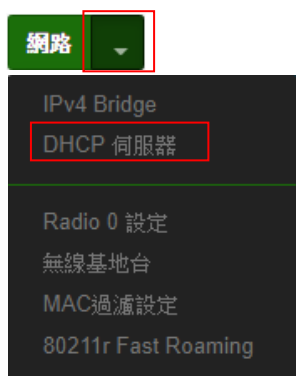 網路
IPv4 Bridge
DHCP 伺服器
Radio 0 設定
無線基地台
MAC過濾設定
80211r Fast Roaming